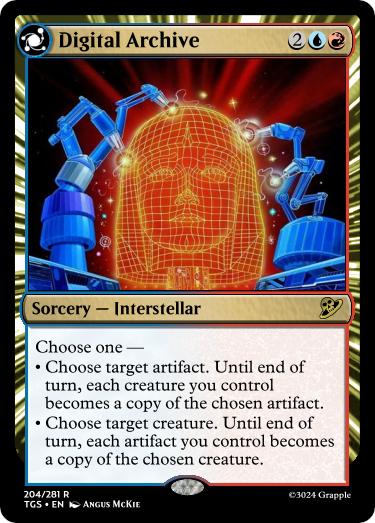 Digital Archive 2
Sorcery — Interstellar
Choose one —
• Choose target artifact. Until end of
turn, each creature you control
becomes a copy of the chosen artifact.
• Choose target creature. Until end of
turn, each artifact you control becomes
a copy of the chosen creature.
204/281 R
TGS • EN Angus McKie
©3024 Grapple